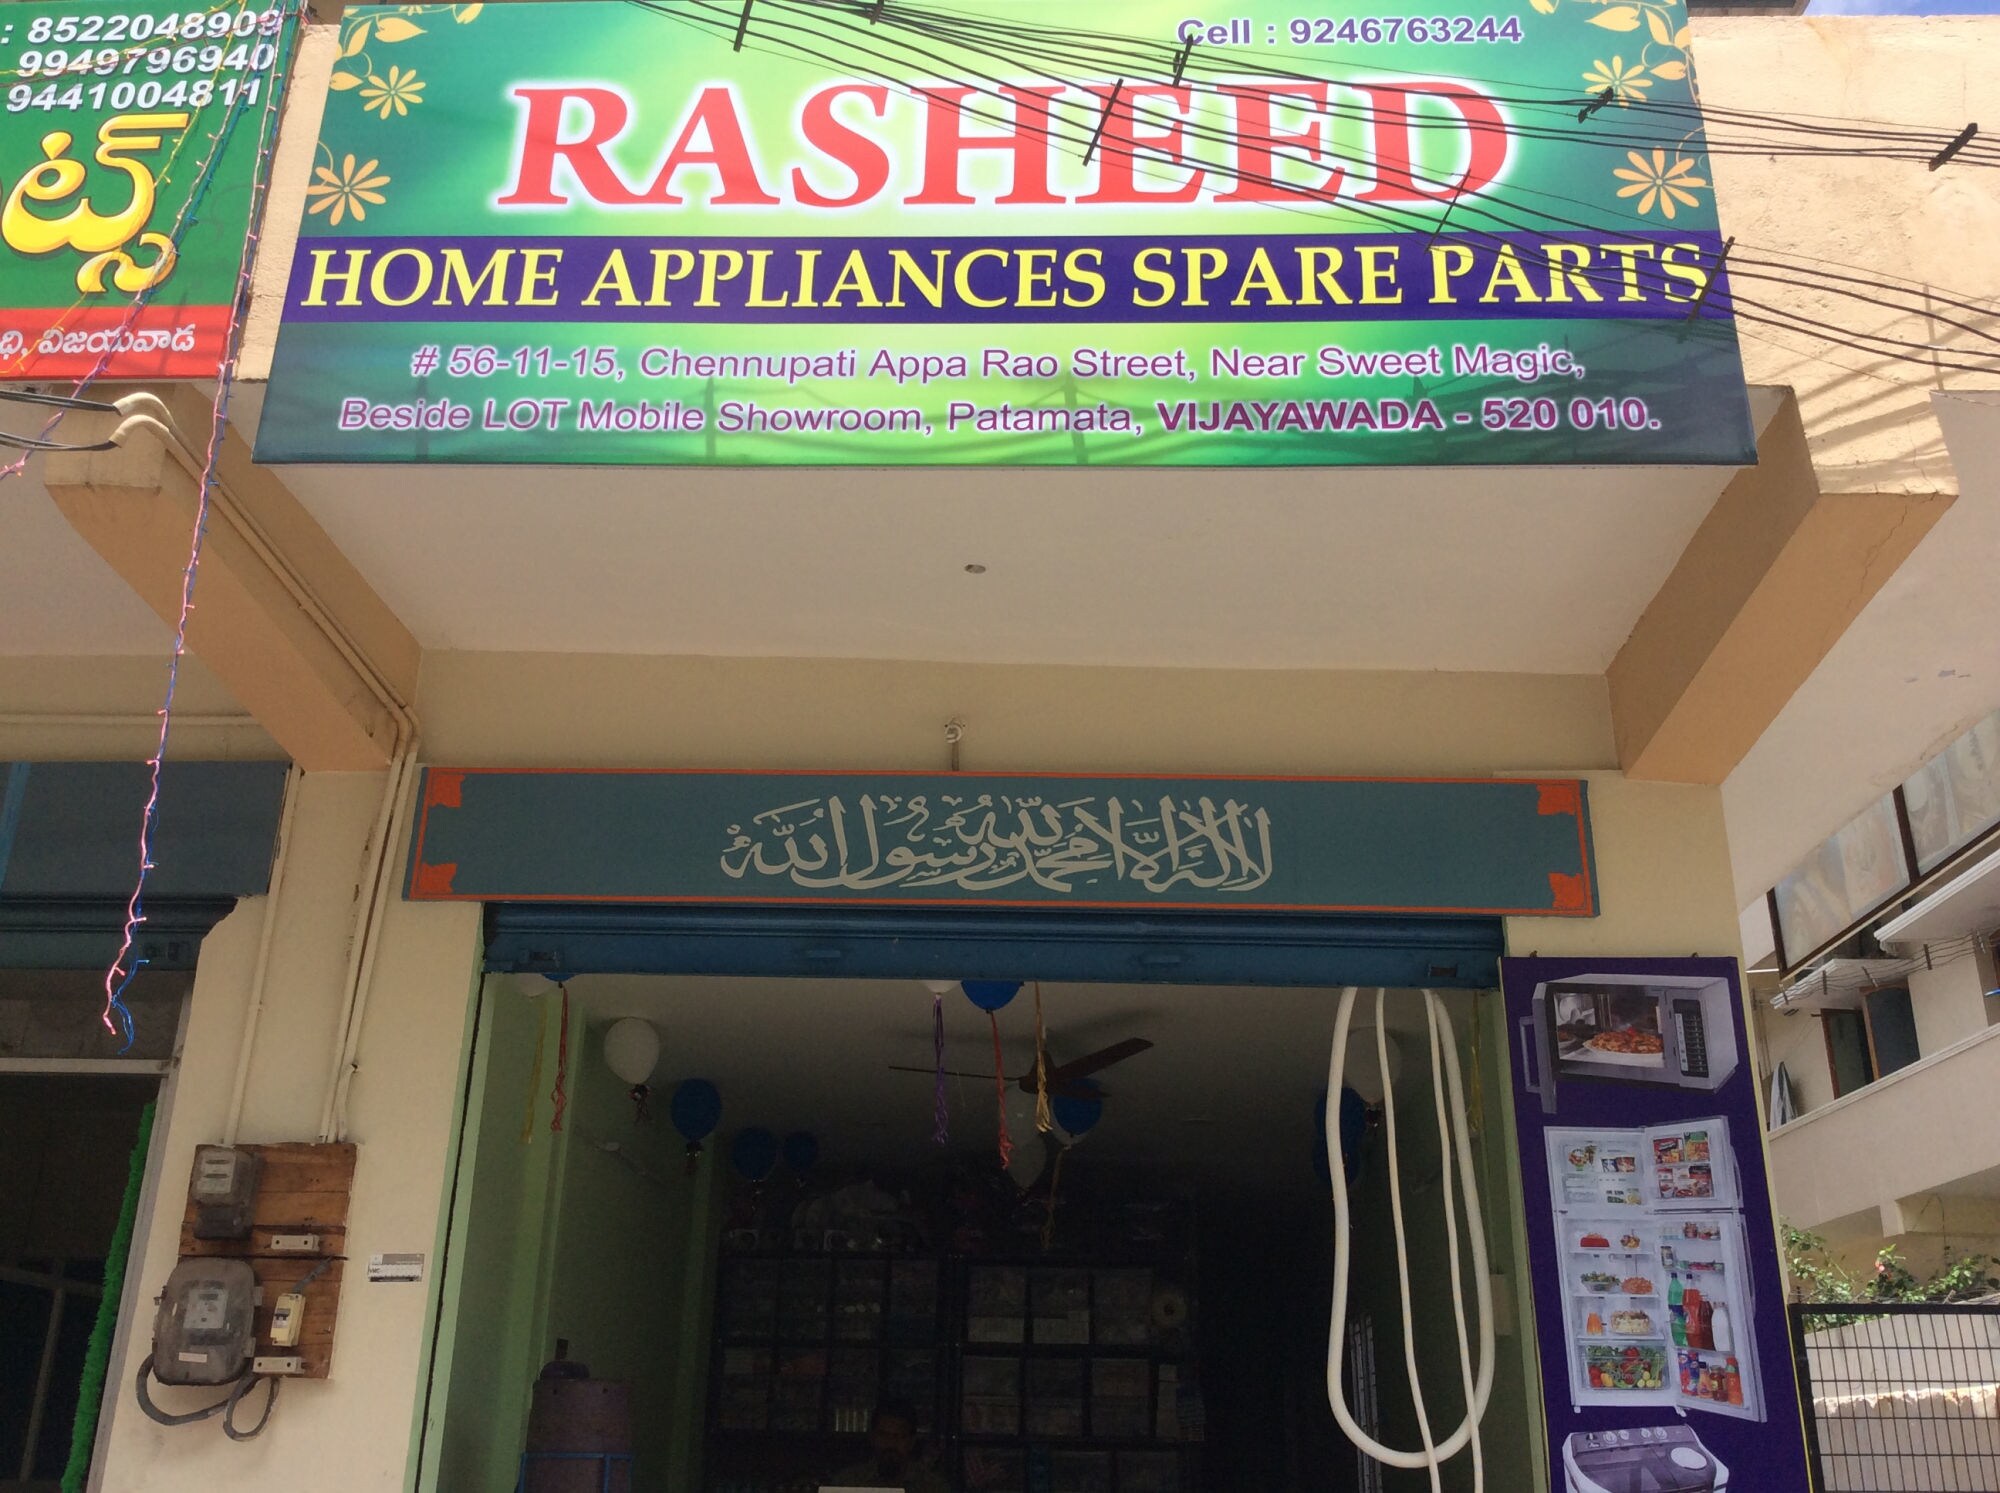 : 8522048909
9949796940
9441004811
ట్స్
విజయవాడ
Cell : 9246763244
RASHEED
HOME APPLIANCES SPARE PARTS
# 56-11-15, Chennupati Appa Rao Street, Near Sweet Magic,
Beside LOT Mobile Showroom, Patamata, VIJAYAWADA - 520 010.
لا اله الا الله محمد رسول الله